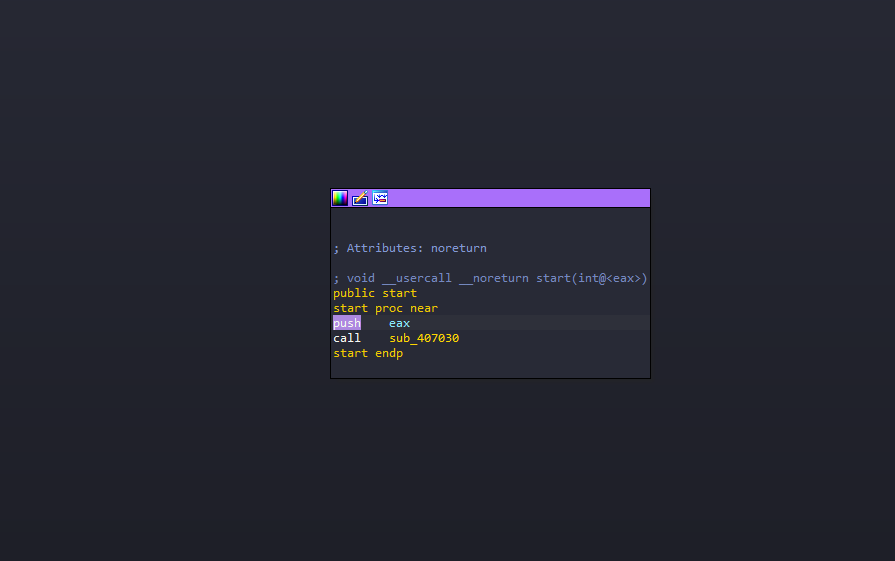 ; Attributes: noreturn
; void __usercall __noreturn start(int@<eax>)
public start
start proc near
push eax
call sub_407030
start endp